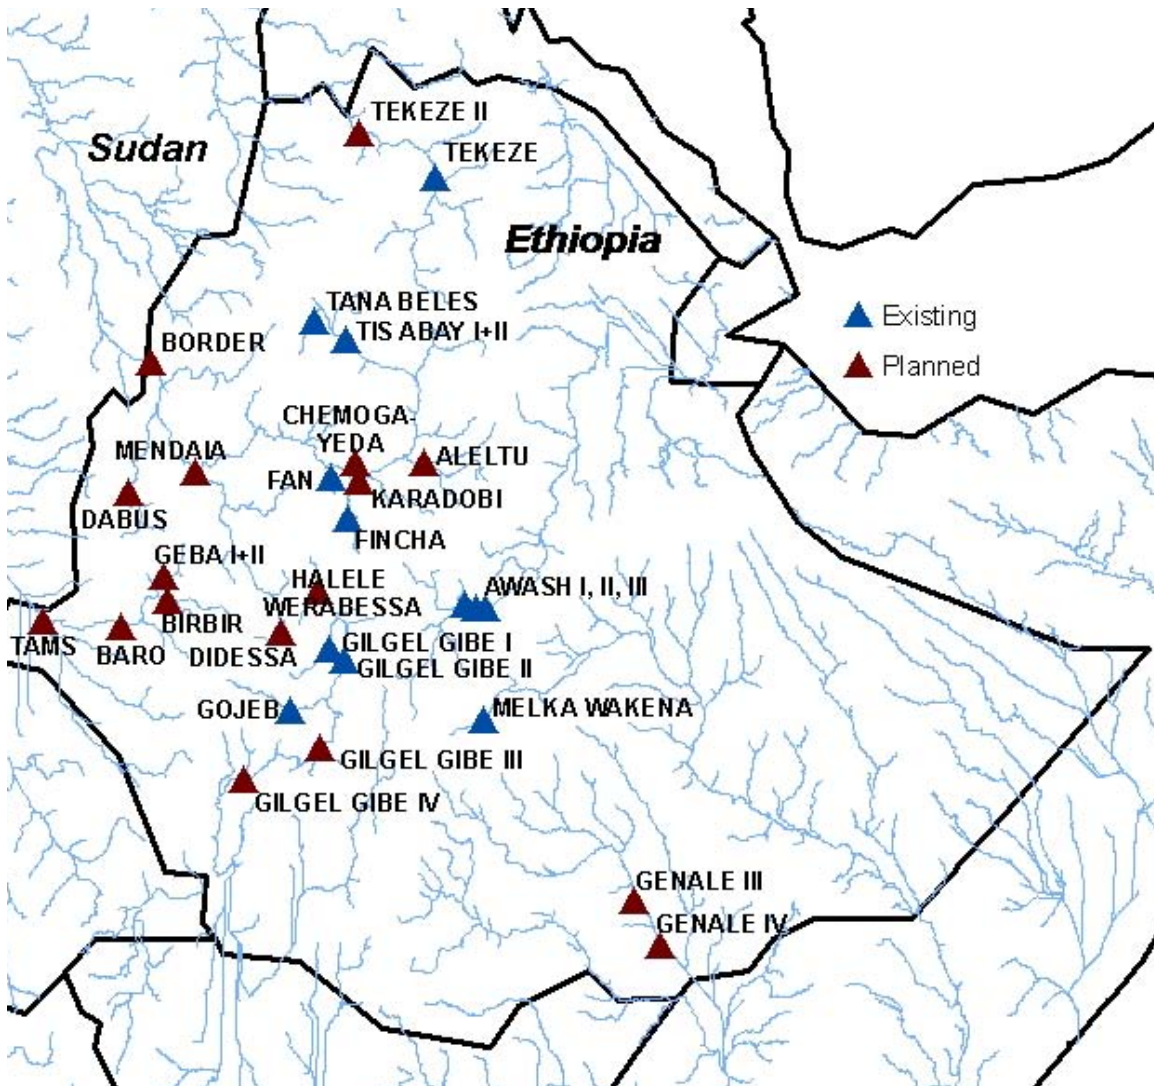 TEKEZE II
Sudan
TEKEZE
Ethiopia
TANA BELES
Existing
TIS ABAY I+II
BORDER
Planned
CHEMOGA-
YEDA
MENDAIA
ALELTU
FAN
KARADOBI
DABUS
FINCHA
GEBA I+II
HALELE
WERABESSA
AWASH I, II, III
BIRBIR
TAMS
BARO
DIDESSA
GILGEL GIBE I
GILGEL GIBE II
GOJEB
MELKA WAKENA
GILGEL GIBE III
GILGEL GIBE IV
GENALE III
GENALE IV